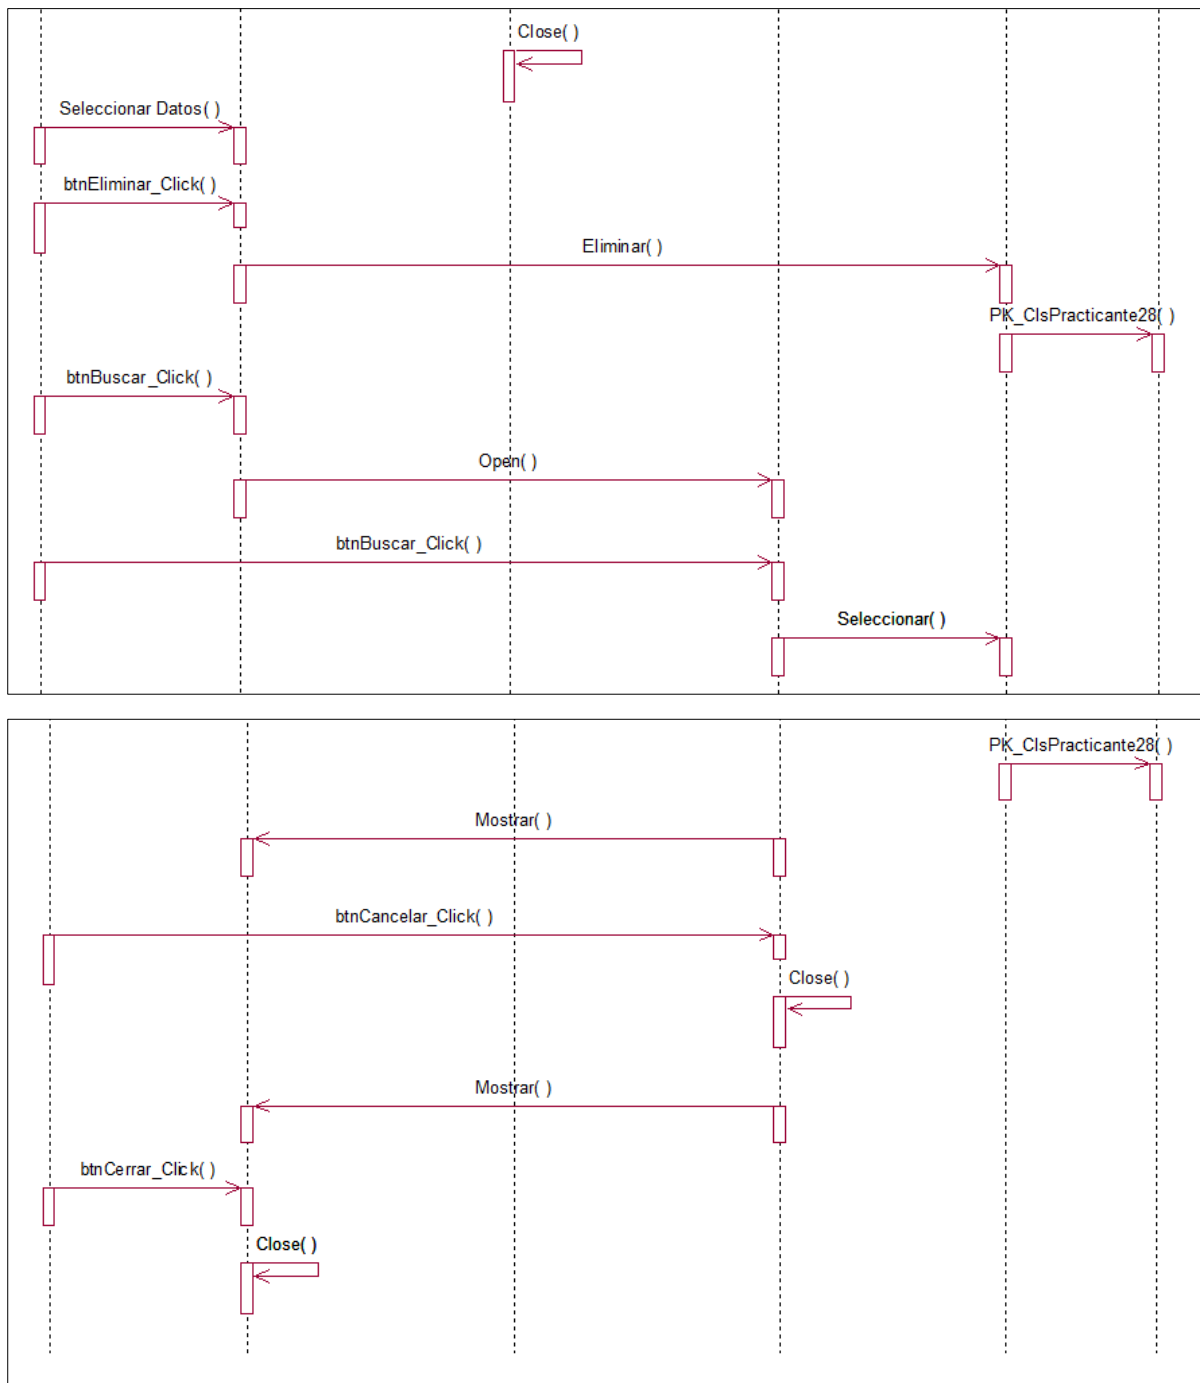 Close( )
Seleccionar Datos( )
btnEliminar_Click( )
Eliminar( )
PK_ClsPracticante28( )
btnBuscar_Click( )
Open( )
btnBuscar_Click( )
Seleccionar( )
PK_ClsPracticante28( )
Mostrar( )
btnCancelar_Click( )
Close( )
Mostrar( )
btnCerrar_Click( )
Close( )